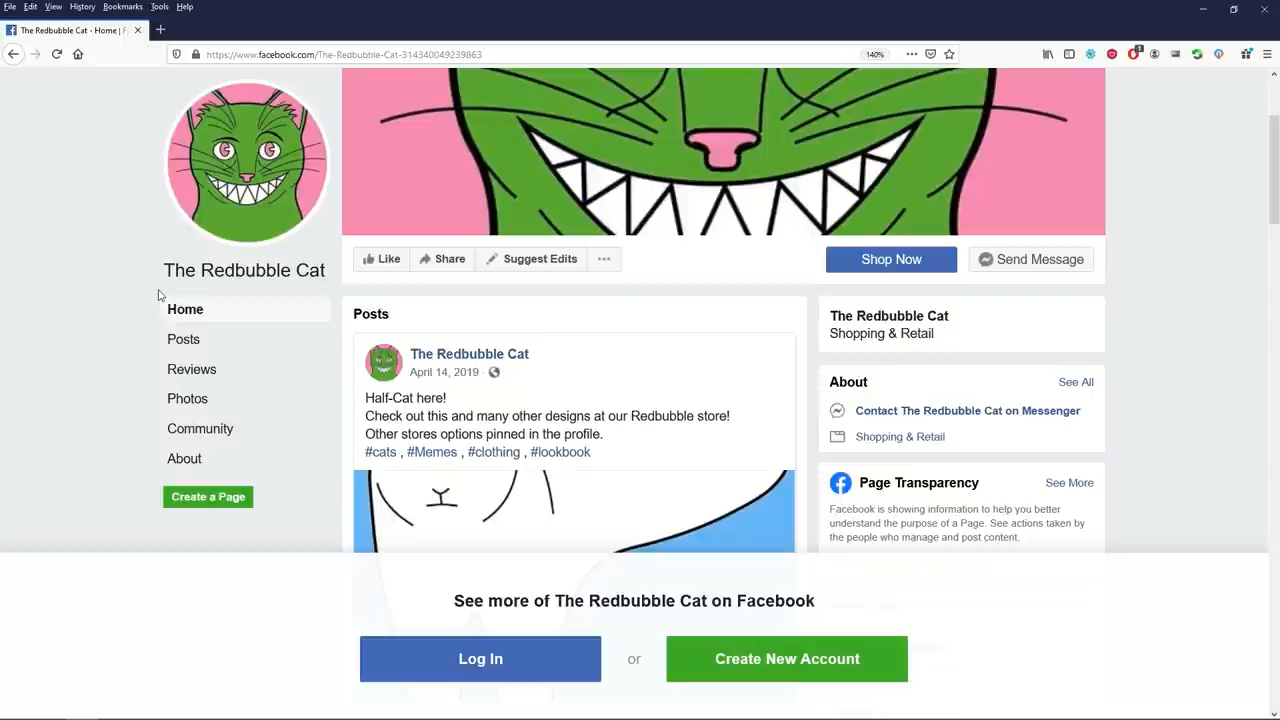 File Edit View History Bookmarks Tools Help
The Redbubble Cat - Home | F
https://www.facebook.com/The-Redbubble-Cat-314340049239863
140%
1
The Redbubble Cat
Home
Posts
Reviews
Photos
Community
About
Create a Page
Like
Share
Suggest Edits
Shop Now
Send Message
Posts
The Redbubble Cat
April 14, 2019
Half-Cat here!
Check out this and many other designs at our Redbubble store!
Other stores options pinned in the profile.
#cats , #Memes , #clothing , #lookbook
The Redbubble Cat
Shopping & Retail
About
See All
Contact The Redbubble Cat on Messenger
Shopping & Retail
Page Transparency
See More
Facebook is showing information to help you better
understand the purpose of a Page. See actions taken by
the people who manage and post content.
See more of The Redbubble Cat on Facebook
Log In
or
Create New Account